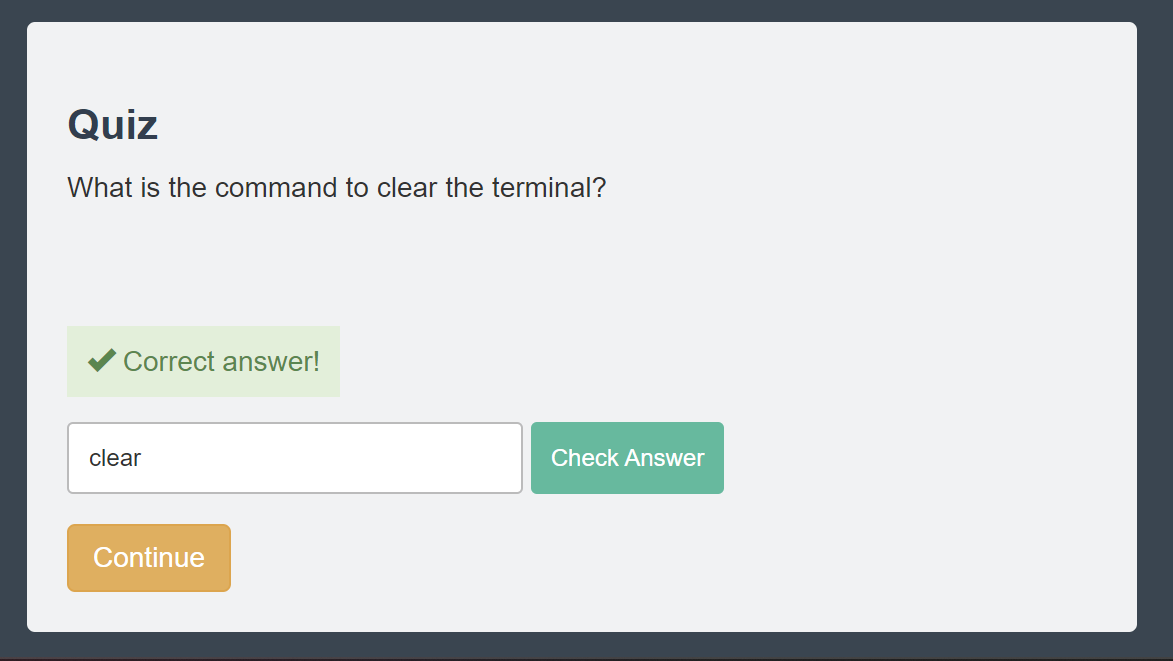 Quiz
What is the command to clear the terminal?
Correct answer!
clear
Check Answer
Continue